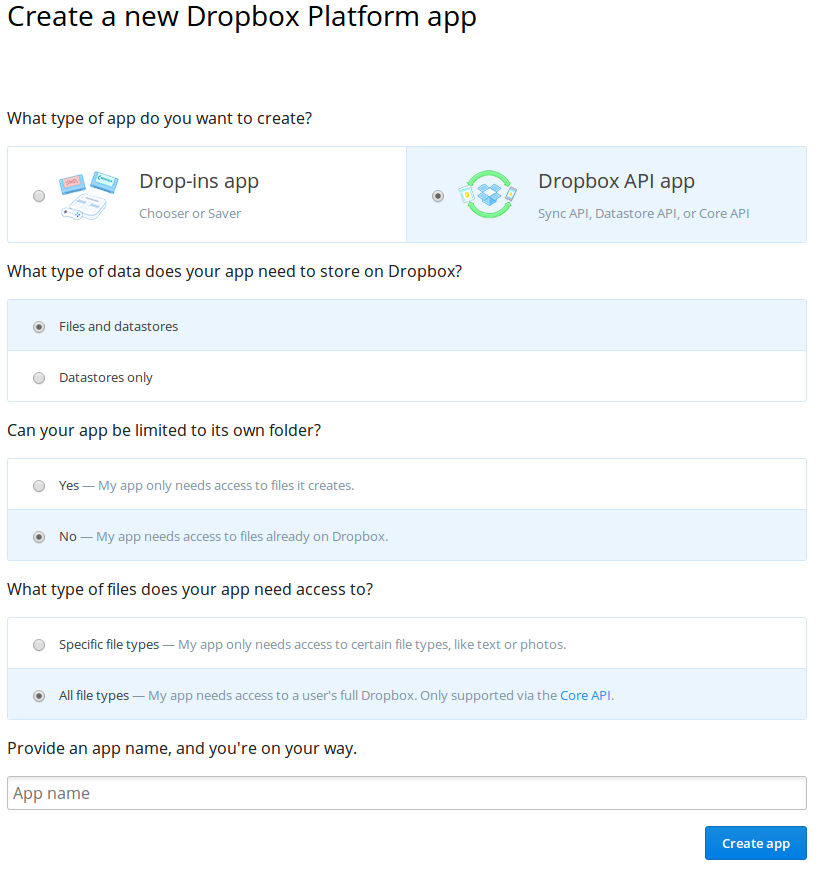 Create a new Dropbox Platform app
What type of app do you want to create?
Drop-ins app
Chooser or Saver
Dropbox API app
Sync API, Datastore API, or Core API
What type of data does your app need to store on Dropbox?
Files and datastores
Datastores only
Can your app be limited to its own folder?
Yes — My app only needs access to files it creates.
No — My app needs access to files already on Dropbox.
What type of files does your app need access to?
Specific file types — My app only needs access to certain file types, like text or photos.
All file types — My app needs access to a user's full Dropbox. Only supported via the Core API.
Provide an app name, and you're on your way.
App name
Create app